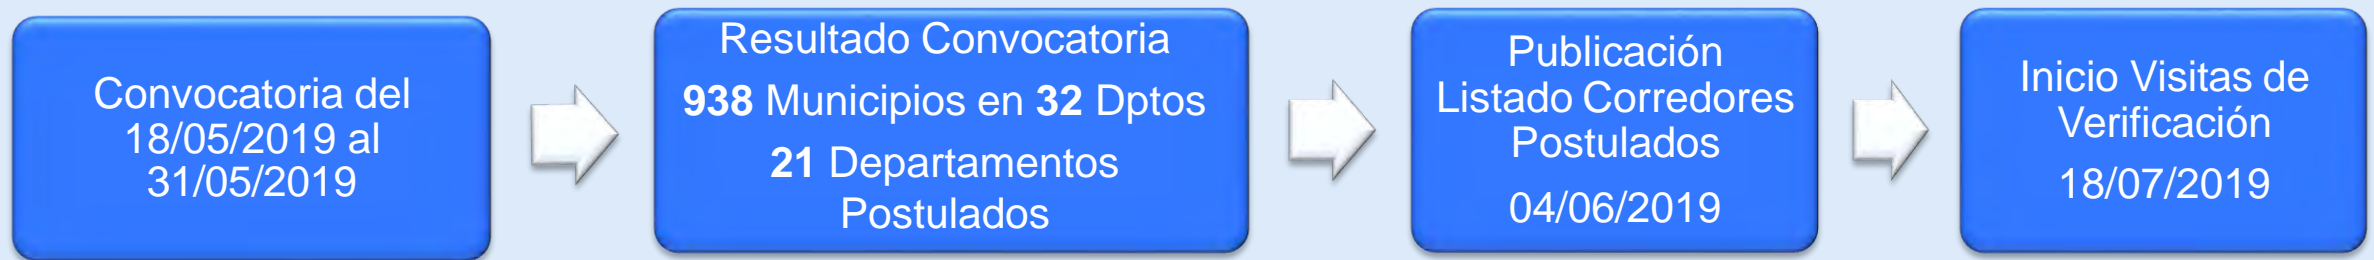 Convocatoria del
18/05/2019 al
31/05/2019
Resultado Convocatoria
938 Municipios en 32 Dptos
21 Departamentos
Postulados
Publicación
Listado Corredores
Postulados
04/06/2019
Inicio Visitas de
Verificación
18/07/2019